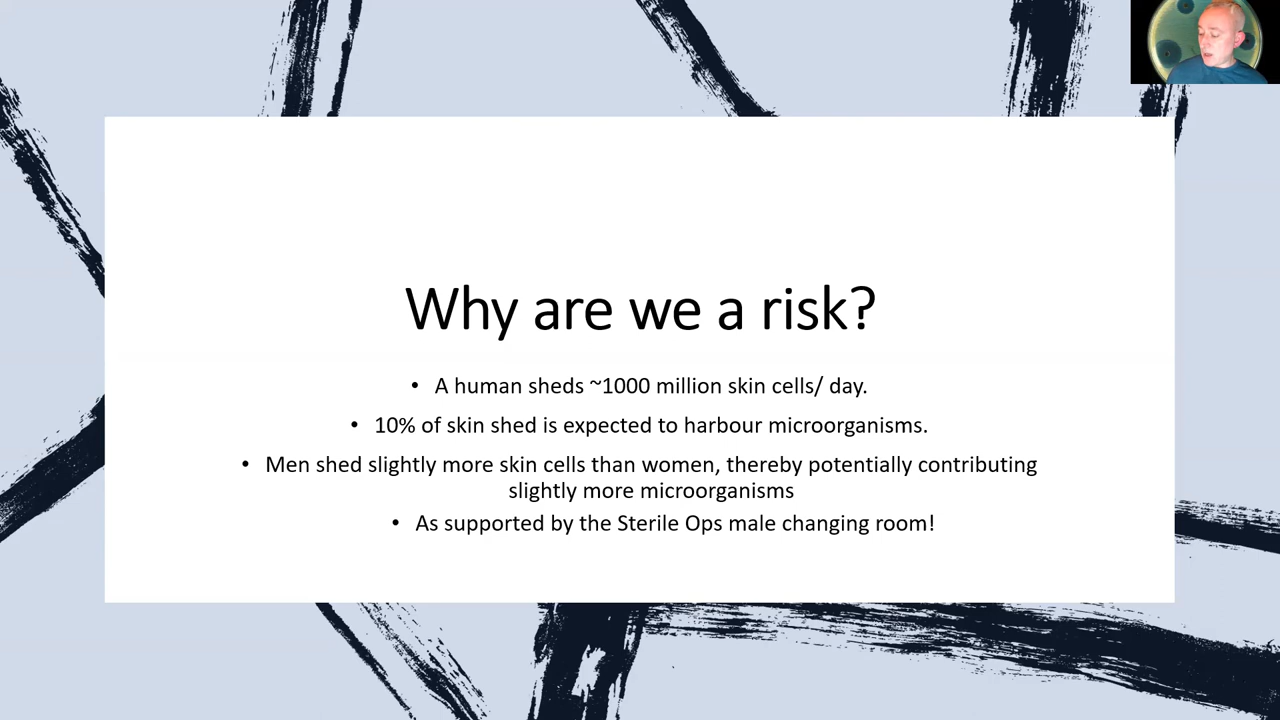 Why are we a risk?
• A human sheds ~1000 million skin cells/ day.
• 10% of skin shed is expected to harbour microorganisms.
• Men shed slightly more skin cells than women, thereby potentially contributing
slightly more microorganisms
• As supported by the Sterile Ops male changing room!